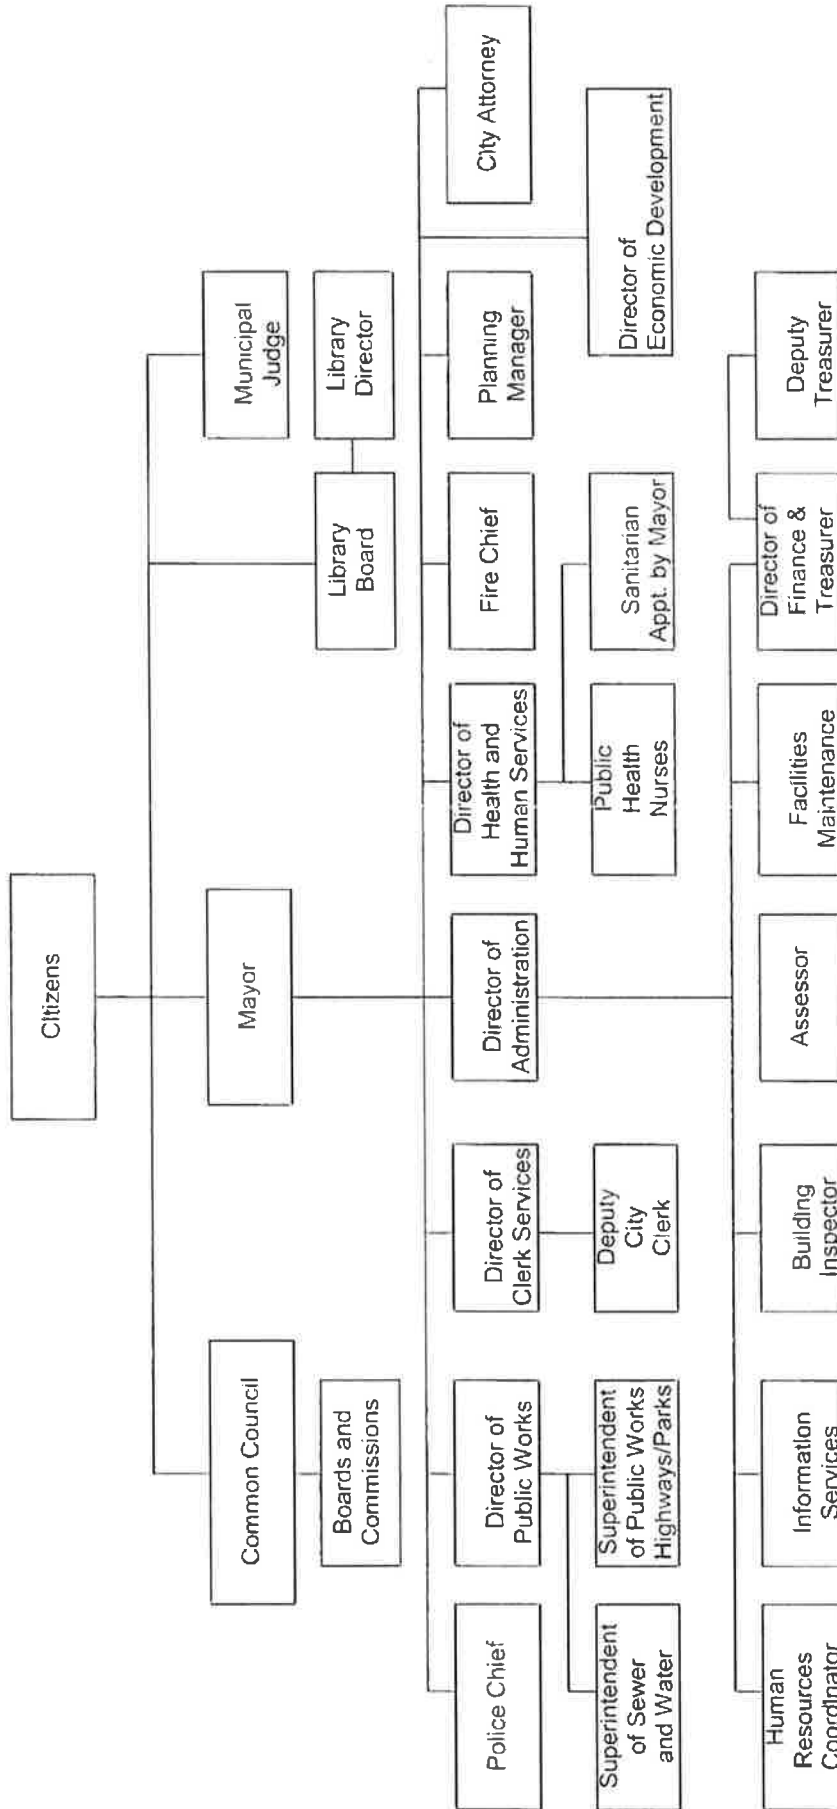 CItizens
Common Council
Mayor
Municipal
Judge
Boards and
Commissions
Library
Board
Library
Director
Police Chief
Director of
Public Works
Director of
Clerk Services
Director of
Administration
Director of
Health and
Human Services
Fire Chief
Planning
Manager
City Attorney
Superintendent
of Sewer
and Water
Superintendent
of Public Works
Highways/Parks
Deputy
City
Clerk
Public
Health
Nurses
Sanitarian
Appt. by Mayor
Director of
Economic Development
Human
Resources
Coordinator
Information
Services
Building
Inspector
Assessor
Facilities
Maintenance
Director of
Finance &
Treasurer
Deputy
Treasurer